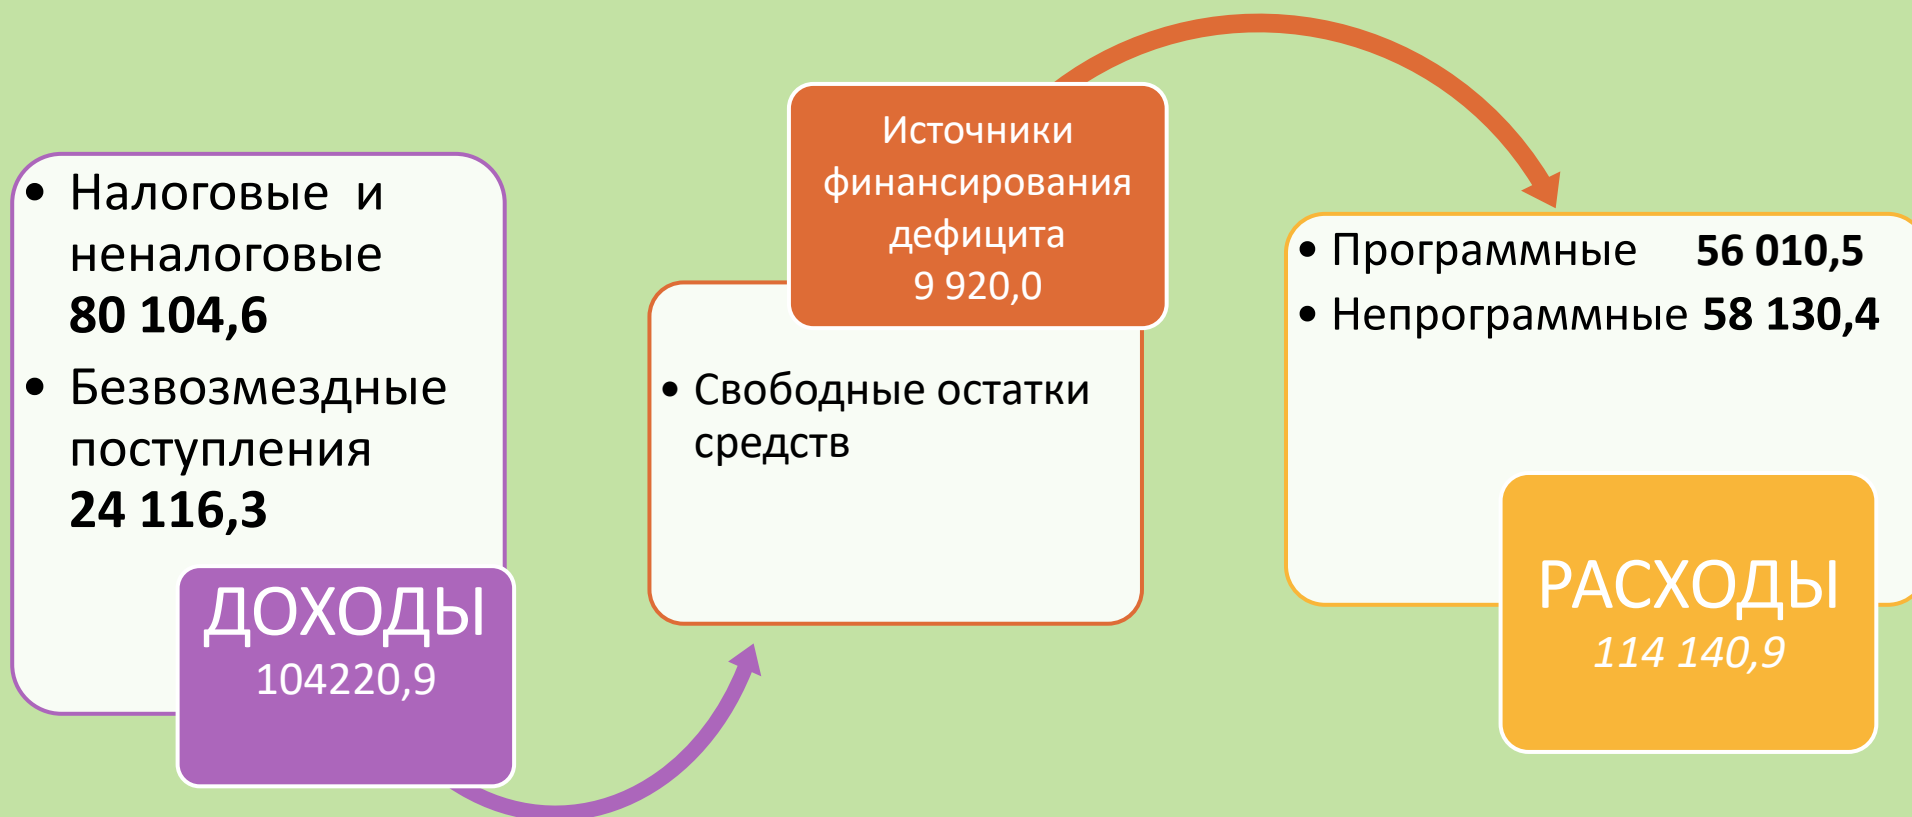 • Налоговые и
неналоговые
80 104,6
• Безвозмездные
поступления
24 116,3
ДОХОДЫ
104220,9
Источники
финансирования
дефицита
9 920,0
• Свободные остатки
средств
• Программные 56 010,5
• Непрограммные 58 130,4
РАСХОДЫ
114 140,9